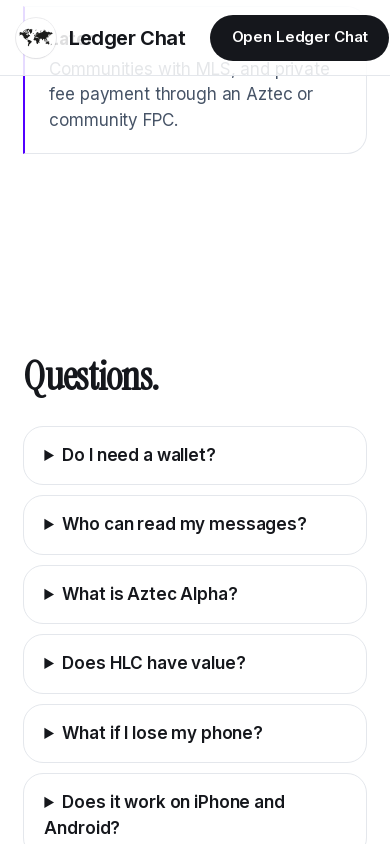 Ledger Chat
Open Ledger Chat
Communities with MLS, and private
fee payment through an Aztec or
community FPC.
Questions.
▶ Do I need a wallet?
▶ Who can read my messages?
▶ What is Aztec Alpha?
▶ Does HLC have value?
▶ What if I lose my phone?
▶ Does it work on iPhone and
Android?